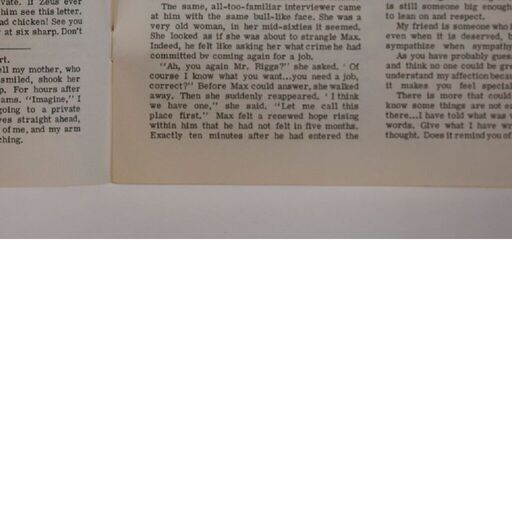 vate. If Zeus ever
him see this letter.
ad chicken! See you
at six sharp. Don't
rt.
ell my mother, who
smiled, shook her
p. For hours after
ams. "Imagine," I
going to a private
ves straight ahead,
of me, and my arm
ching.
The same, all-too-familiar interviewer came
at him with the same bull-like face. She was a
very old woman, in her mid-sixties it seemed.
She looked as if she was about to strangle Max.
Indeed, he felt like asking her what crime he had
committed by coming again for a job.
"Ah, you again Mr. Riggs?" she asked. ' Of
course I know what you want...you need a job,
correct?" Before Max could answer, she walked
away. Then she suddenly reappeared. ' I think
we have one," she said. "Let me call this
place first." Max felt a renewed hope rising
within him that he had not felt in five months.
Exactly ten minutes after he had entered the
is still someone big enough
to lean on and respect.
My friend is someone who
even when it is deserved, b
sympathize when sympathy
As you have probably gues
and think no one could be gre
understand my affection becau
it makes you feel special
There is more that could
know some things are not ea
there...I have told what was
words. Give what I have wr
thought. Does it remind you of